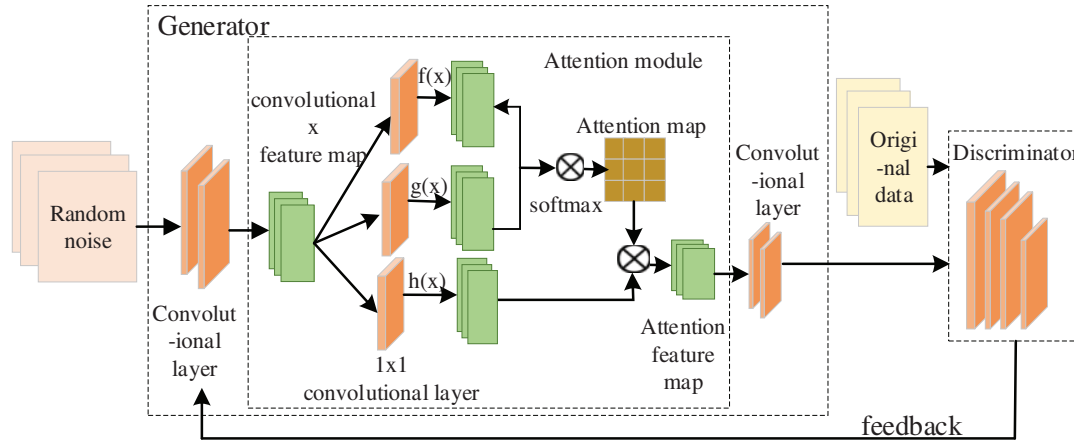 Generator
Attention module
f(x)
convolutional
x
feature map
Attention map
Convolut
-ional
layer
Origi
-nal
data
Discriminator
Random
noise
g(x)
softmax
h(x)
Convolut
-ional
layer
1x1
convolutional layer
Attention
feature
map
feedback